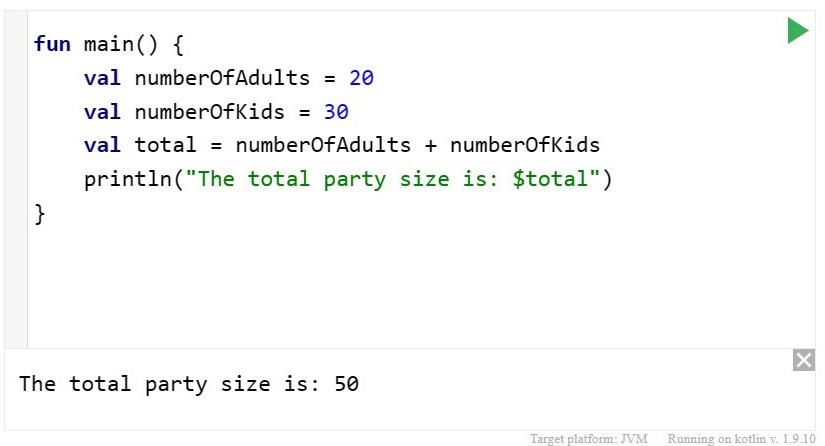 fun main() {
    val numberOfAdults = 20
    val numberOfKids = 30
    val total = numberOfAdults + numberOfKids
    println("The total party size is: $total")
}
The total party size is: 50
Target platform: JVM Running on kotlin v. 1.9.10